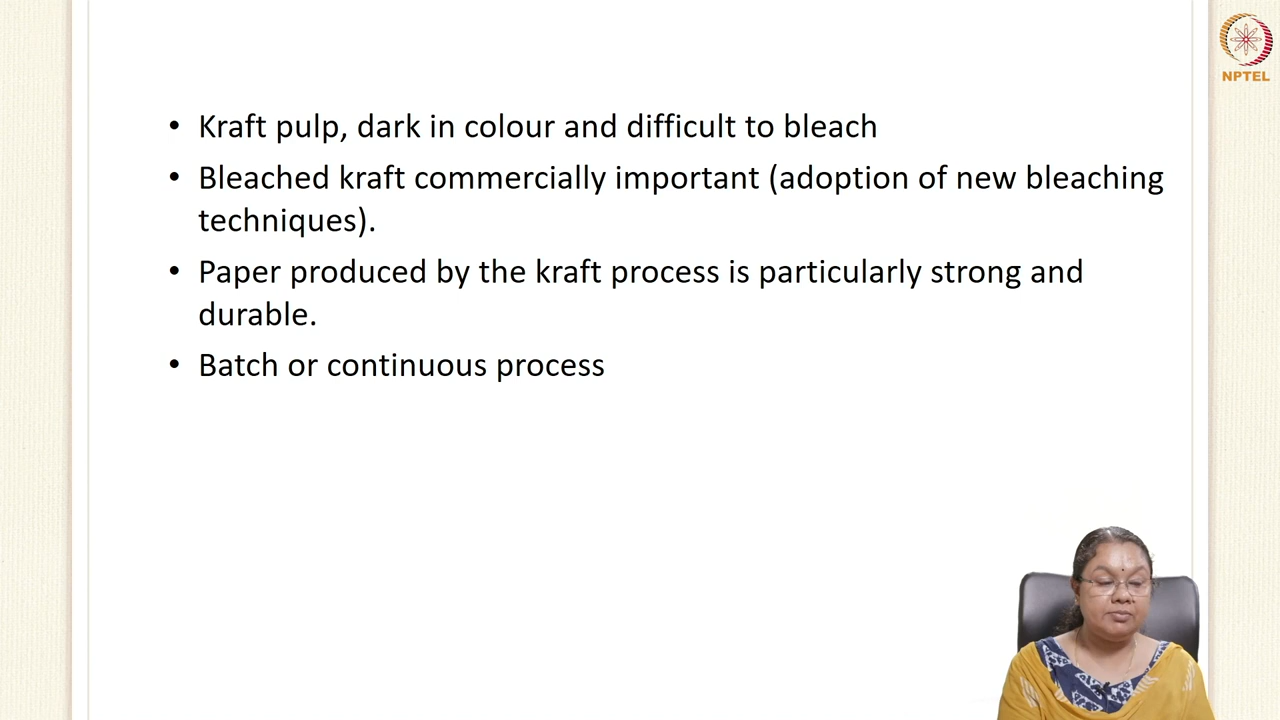 NPTEL
• Kraft pulp, dark in colour and difficult to bleach
• Bleached kraft commercially important (adoption of new bleaching
techniques).
• Paper produced by the kraft process is particularly strong and
durable.
• Batch or continuous process